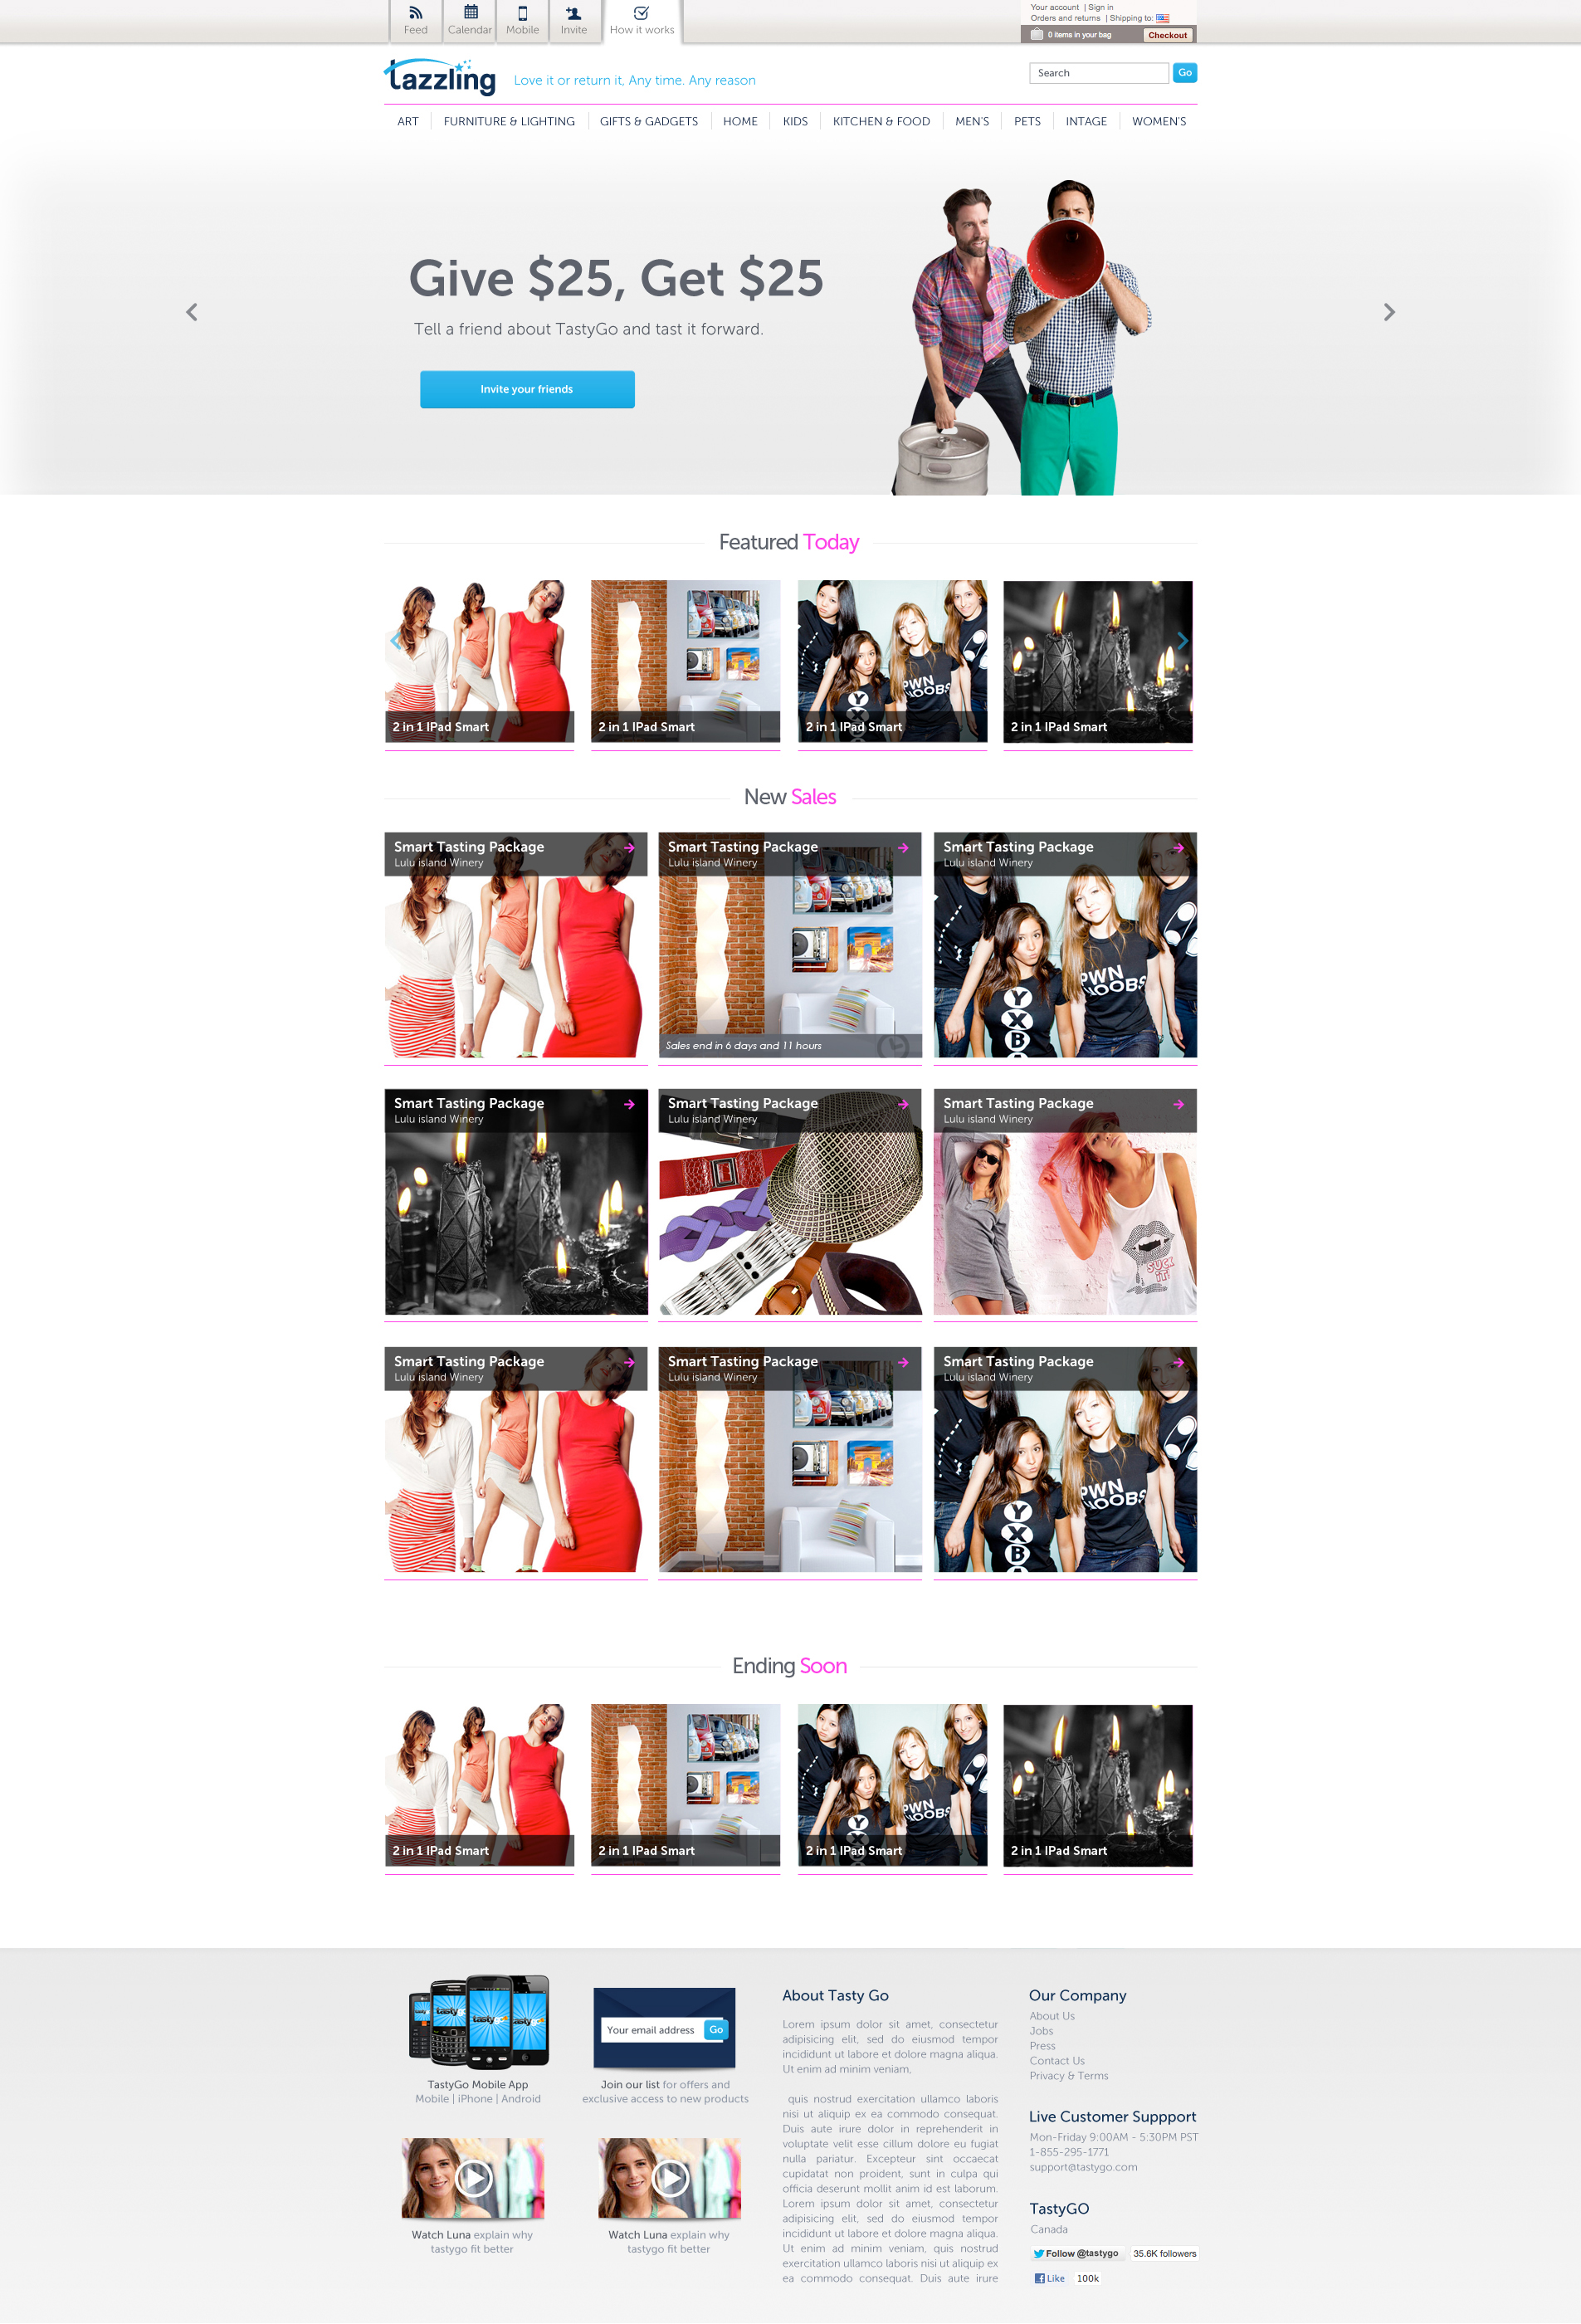 Feed
Calendar
Mobile
Invite
How it works
Your account | Sign in
Orders and returns | Shipping to:
0 items in your bag
Checkout
tazzling
Love it or return it, Any time. Any reason
Search
Go
ART
FURNITURE & LIGHTING
GIFTS & GADGETS
HOME
KIDS
KITCHEN & FOOD
MEN'S
PETS
INTAGE
WOMEN'S
Give $25, Get $25
Tell a friend about TastyGo and tast it forward.
Invite your friends
Featured Today
PWN
NOOBS
2 in 1 IPad Smart
2 in 1 IPad Smart
2 in 1 IPad Smart
2 in 1 IPad Smart
New Sales
Smart Tasting Package
Lulu island Winery
Smart Tasting Package
Lulu island Winery
Sales end in 6 days and 11 hours
Smart Tasting Package
Lulu island Winery
PWN
NOOBS
Y
X
B
Smart Tasting Package
Lulu island Winery
Smart Tasting Package
Lulu island Winery
Smart Tasting Package
Lulu island Winery
SUCK
IT!
Smart Tasting Package
Lulu island Winery
Smart Tasting Package
Lulu island Winery
Smart Tasting Package
Lulu island Winery
PWN
NOOBS
Y
X
B
Ending Soon
PWN
NOOBS
2 in 1 IPad Smart
2 in 1 IPad Smart
2 in 1 IPad Smart
2 in 1 IPad Smart
TastyGo Mobile App
Mobile | iPhone | Android
Your email address
Go
Join our list for offers and
exclusive access to new products
Watch Luna explain why
tastygo fit better
Watch Luna explain why
tastygo fit better
About Tasty Go
Lorem ipsum dolor sit amet, consectetur
adipisicing elit, sed do eiusmod tempor
incididunt ut labore et dolore magna aliqua.
Ut enim ad minim veniam,
quis nostrud exercitation ullamco laboris
nisi ut aliquip ex ea commodo consequat.
Duis aute irure dolor in reprehenderit in
voluptate velit esse cillum dolore eu fugiat
nulla pariatur. Excepteur sint occaecat
cupidatat non proident, sunt in culpa qui
officia deserunt mollit anim id est laborum.
Lorem ipsum dolor sit amet, consectetur
adipisicing elit, sed do eiusmod tempor
incididunt ut labore et dolore magna aliqua.
Ut enim ad minim veniam, quis nostrud
exercitation ullamco laboris nisi ut aliquip ex
ea commodo consequat. Duis aute irure
Our Company
About Us
Jobs
Press
Contact Us
Privacy & Terms
Live Customer Suppport
Mon-Friday 9:00AM - 5:30PM PST
1-855-295-1771
support@tastygo.com
TastyGO
Canada
Follow @tastygo
35.6K followers
Like
100k